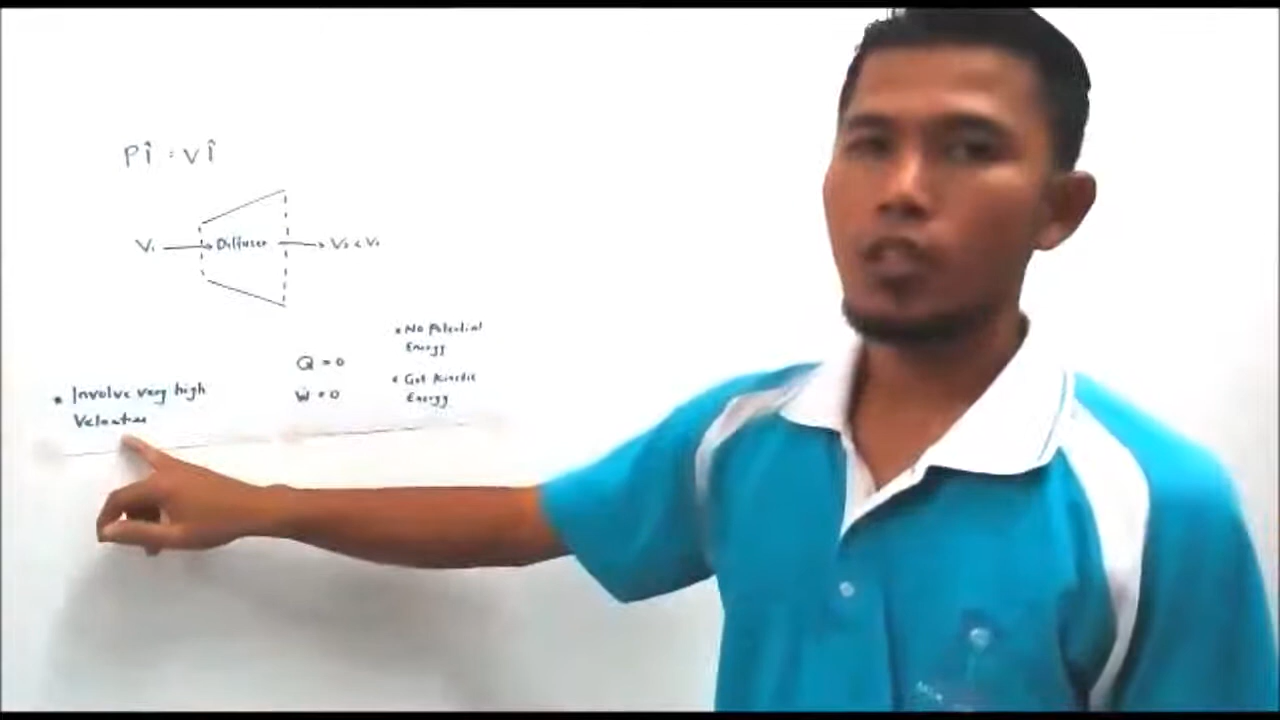 P↑ : V↑
V₁ → Diffuser → V₂ < V₁
• No Potential
Energy
Q = 0
• Got Kinetic
Energy
Ẇ = 0
• Involve very high
Velocities